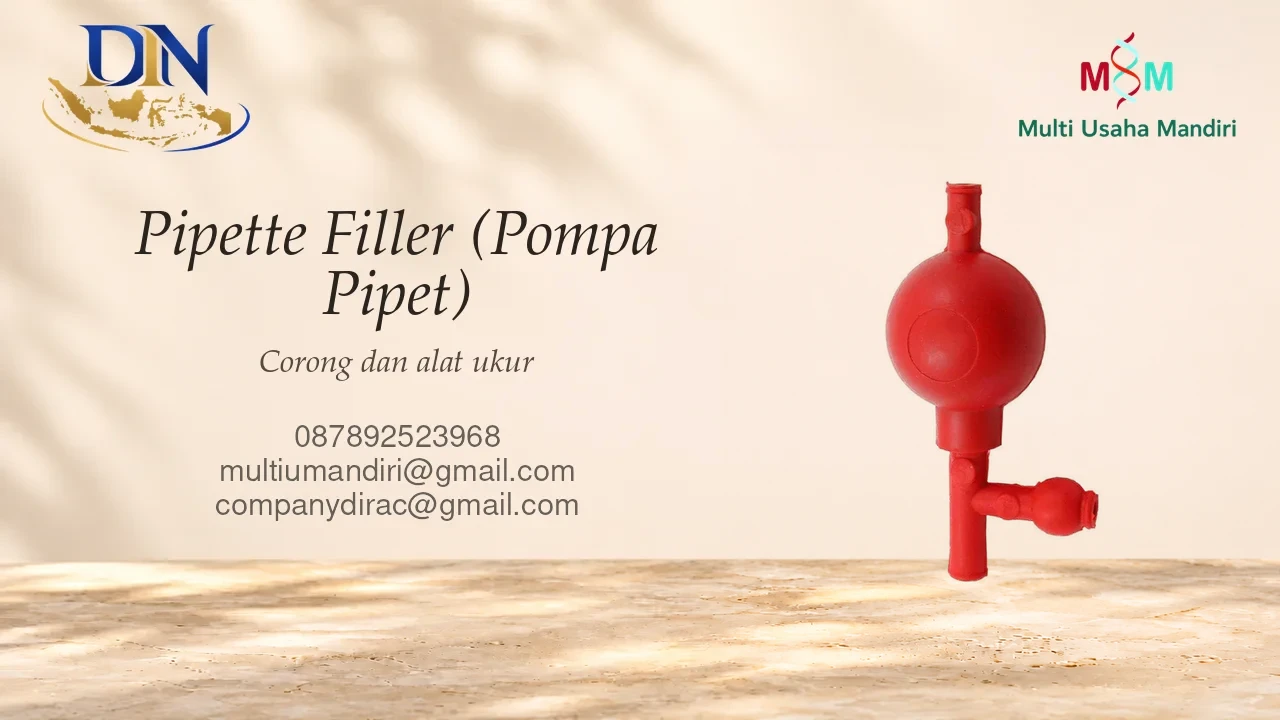 DN
M M
Multi Usaha Mandiri
Pipette Filler (Pompa
Pipet)
Corong dan alat ukur
087892523968
multiumandiri@gmail.com
companydirac@gmail.com